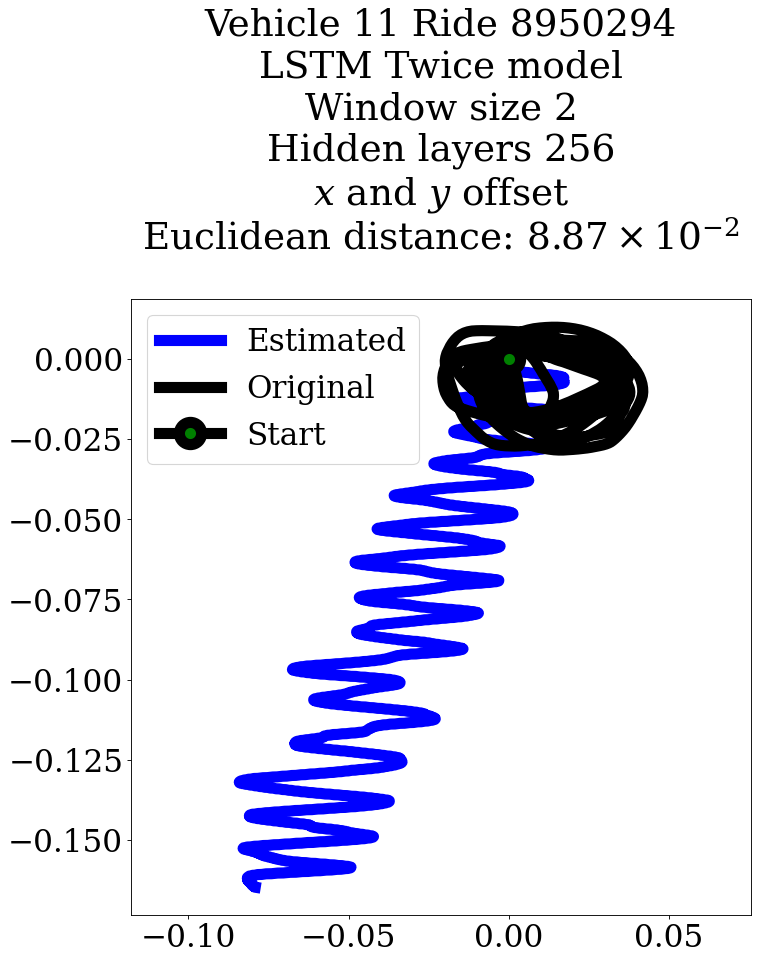 Vehicle 11 Ride 8950294
LSTM Twice model
Window size 2
Hidden layers 256
x and y offset
Euclidean distance: 8.87 × 10⁻²
Estimated
Original
Start
0.000
−0.025
−0.050
−0.075
−0.100
−0.125
−0.150
−0.10 −0.05 0.00 0.05